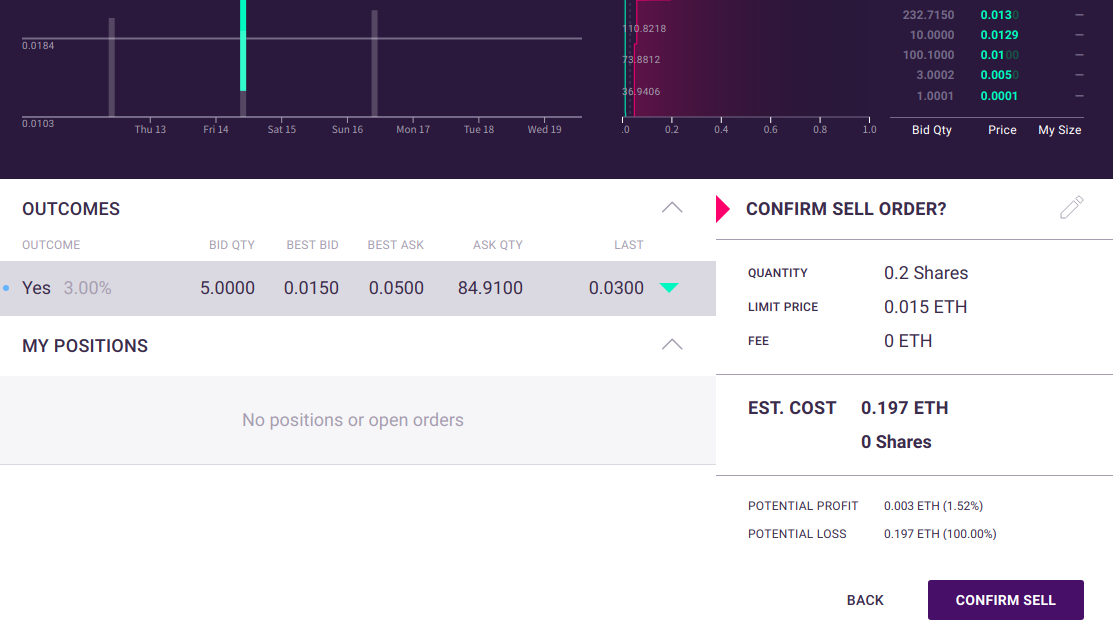 0.0184
0.0103
Thu 13 Fri 14 Sat 15 Sun 16 Mon 17 Tue 18 Wed 19
110.8218
73.8812
36.9406
.0 0.2 0.4 0.6 0.8 1.0
232.7150 0.0130 —
10.0000 0.0129 —
100.1000 0.0100 —
3.0002 0.0050 —
1.0001 0.0001 —
Bid Qty Price My Size
OUTCOMES
OUTCOME BID QTY BEST BID BEST ASK ASK QTY LAST
Yes 3.00% 5.0000 0.0150 0.0500 84.9100 0.0300
MY POSITIONS
No positions or open orders
CONFIRM SELL ORDER?
QUANTITY 0.2 Shares
LIMIT PRICE 0.015 ETH
FEE 0 ETH
EST. COST 0.197 ETH
0 Shares
POTENTIAL PROFIT 0.003 ETH (1.52%)
POTENTIAL LOSS 0.197 ETH (100.00%)
BACK CONFIRM SELL